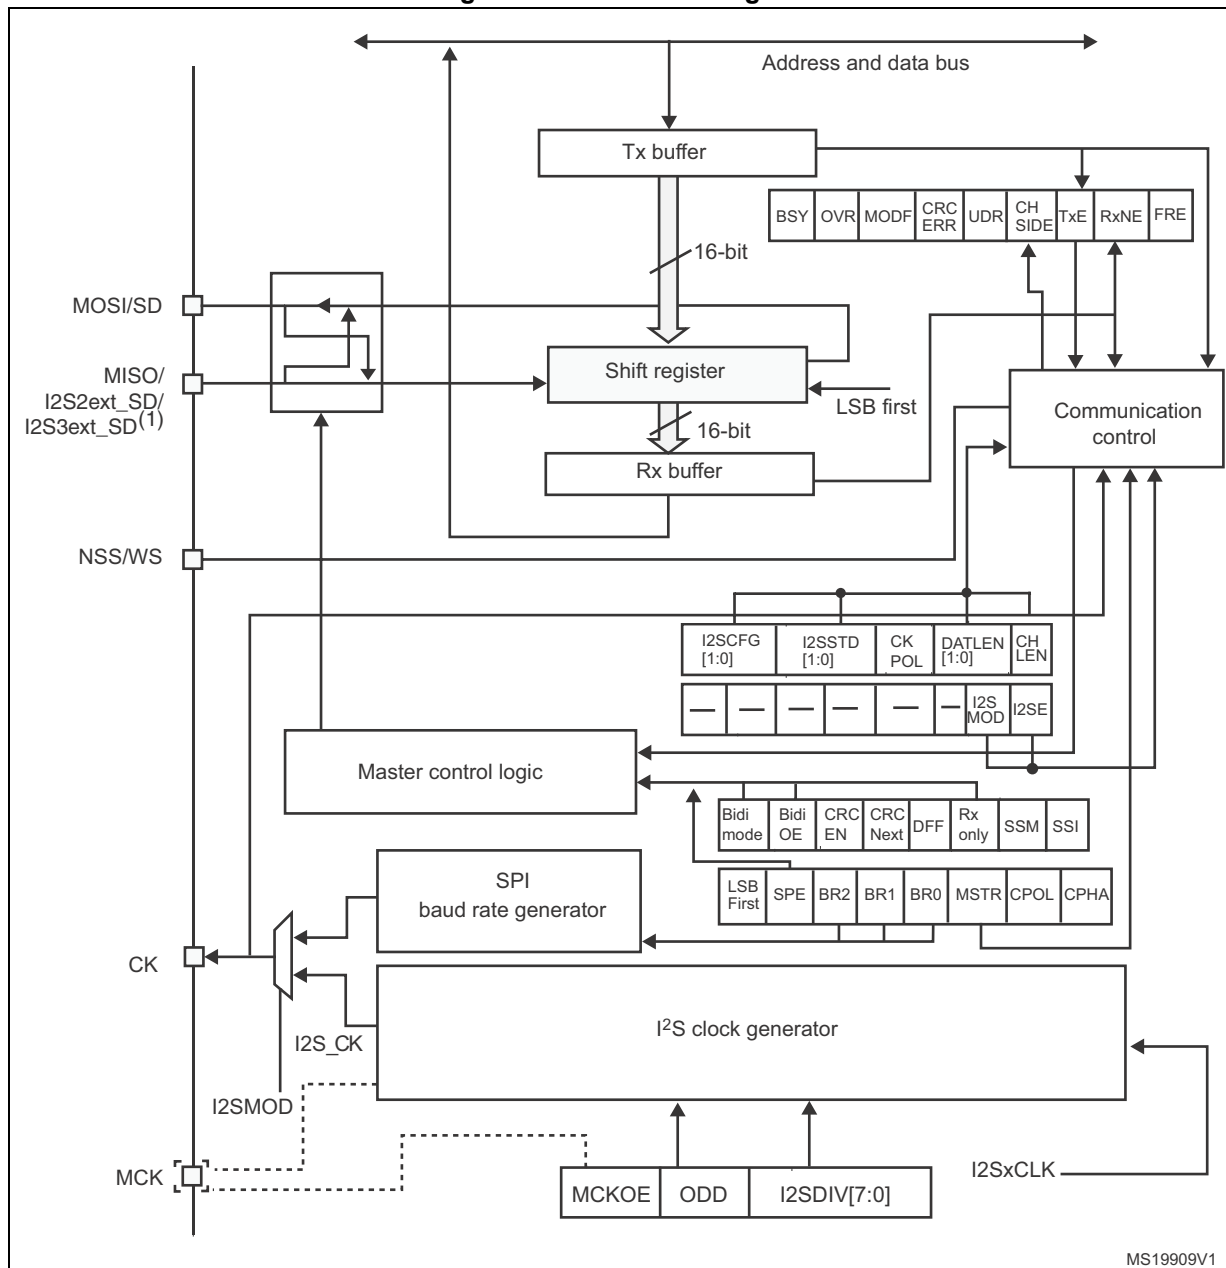 Address and data bus
Tx buffer
BSY OVR MODF CRC ERR UDR CH SIDE TxE RxNE FRE
16-bit
MOSI/SD
Shift register
MISO/
I2S2ext_SD/
I2S3ext_SD(1)
LSB first
Communication
control
16-bit
Rx buffer
NSS/WS
I2SCFG [1:0] I2SSTD [1:0] CK POL DATLEN [1:0] CH LEN
— — — — — — I2S MOD I2SE
Master control logic
Bidi mode Bidi OE CRC EN CRC Next DFF Rx only SSM SSI
SPI
baud rate generator
LSB First SPE BR2 BR1 BR0 MSTR CPOL CPHA
CK
I2S clock generator
I2S_CK
I2SMOD
MCK
I2SxCLK
MCKOE ODD I2SDIV[7:0]
MS19909V1